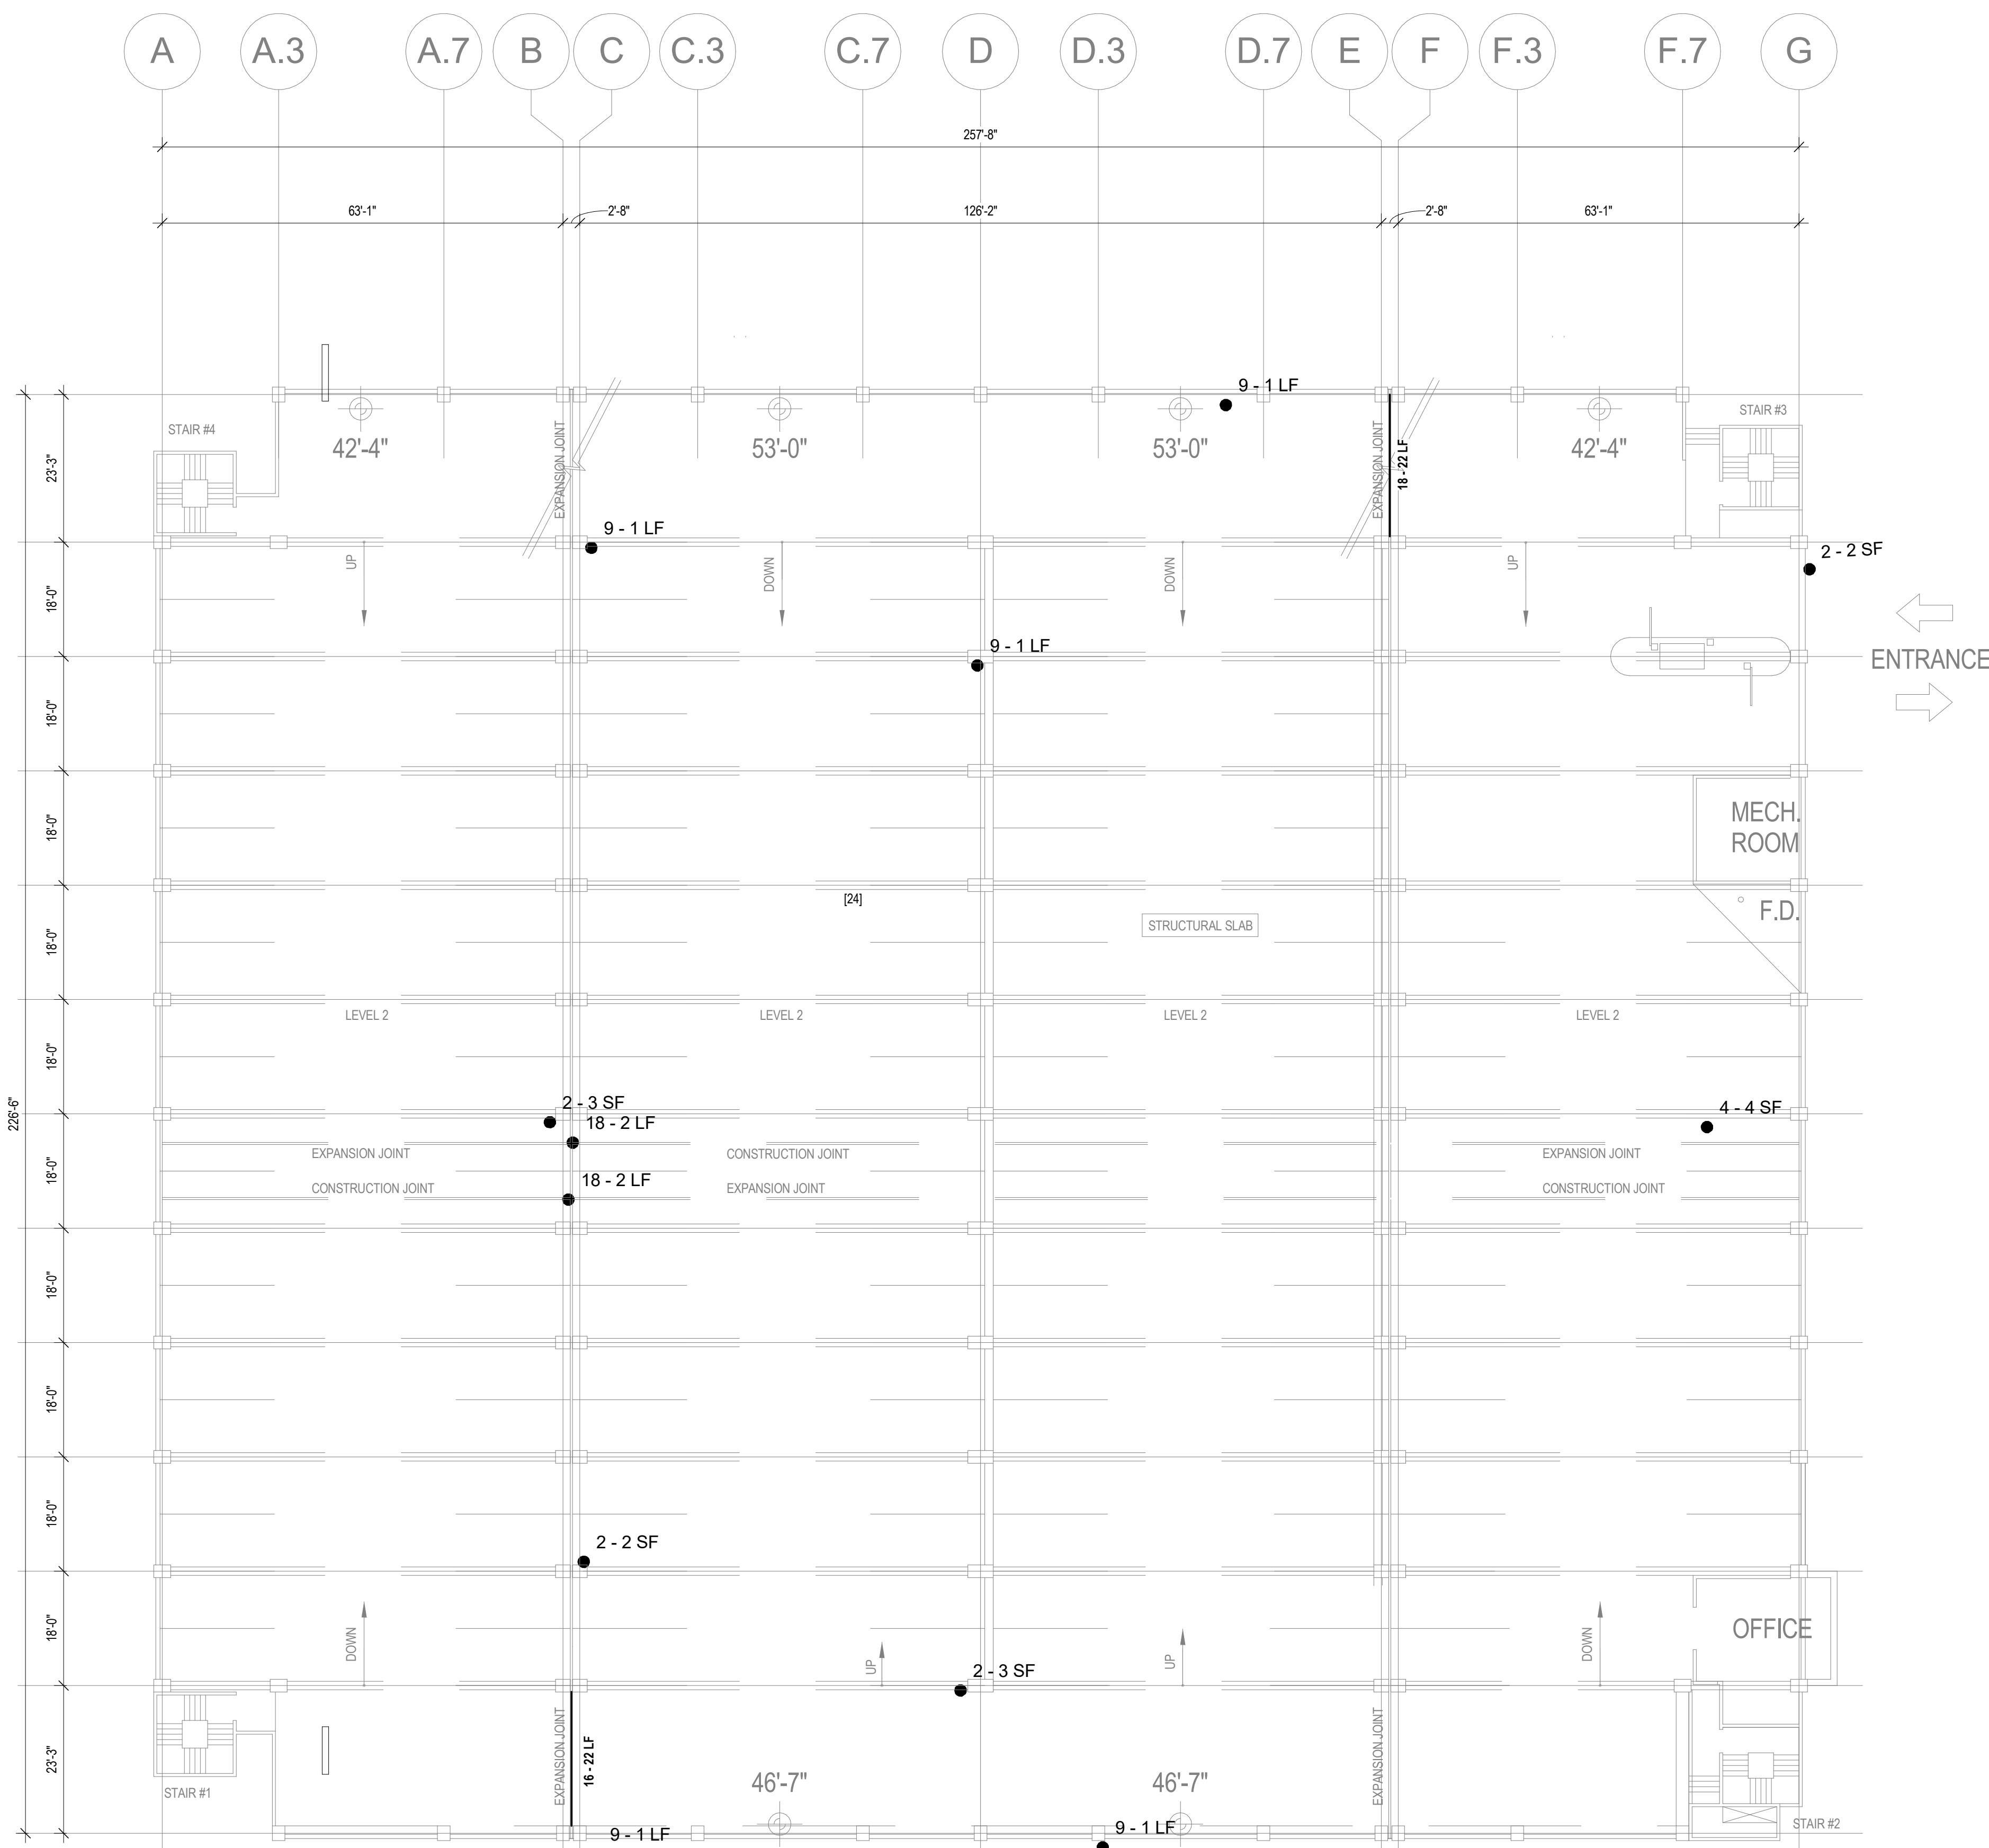 A A.3 A.7 B C C.3 C.7 D D.3 D.7 E F F.3 F.7 G
257'-8"
63'-1" 2'-8" 126'-2" 2'-8" 63'-1"
9 - 1 LF
STAIR #4
STAIR #3
42'-4" 53'-0" 53'-0" 42'-4"
EXPANSION JOINT
EXPANSION JOINT
18 - 22 LF
23'-3"
9 - 1 LF
2 - 2 SF
UP
DOWN
DOWN
UP
18'-0"
9 - 1 LF
ENTRANCE
18'-0"
MECH.
ROOM
18'-0"
[24]
F.D.
STRUCTURAL SLAB
18'-0"
LEVEL 2 LEVEL 2 LEVEL 2 LEVEL 2
18'-0"
226'-6"
2 - 3 SF
4 - 4 SF
18 - 2 LF
EXPANSION JOINT CONSTRUCTION JOINT EXPANSION JOINT
18'-0"
18 - 2 LF
CONSTRUCTION JOINT EXPANSION JOINT CONSTRUCTION JOINT
18'-0"
18'-0"
18'-0"
2 - 2 SF
18'-0"
DOWN
UP
UP
DOWN
OFFICE
2 - 3 SF
23'-3"
EXPANSION JOINT
16 - 22 LF
EXPANSION JOINT
46'-7" 46'-7"
STAIR #1
STAIR #2
9 - 1 LF
9 - 1 LF